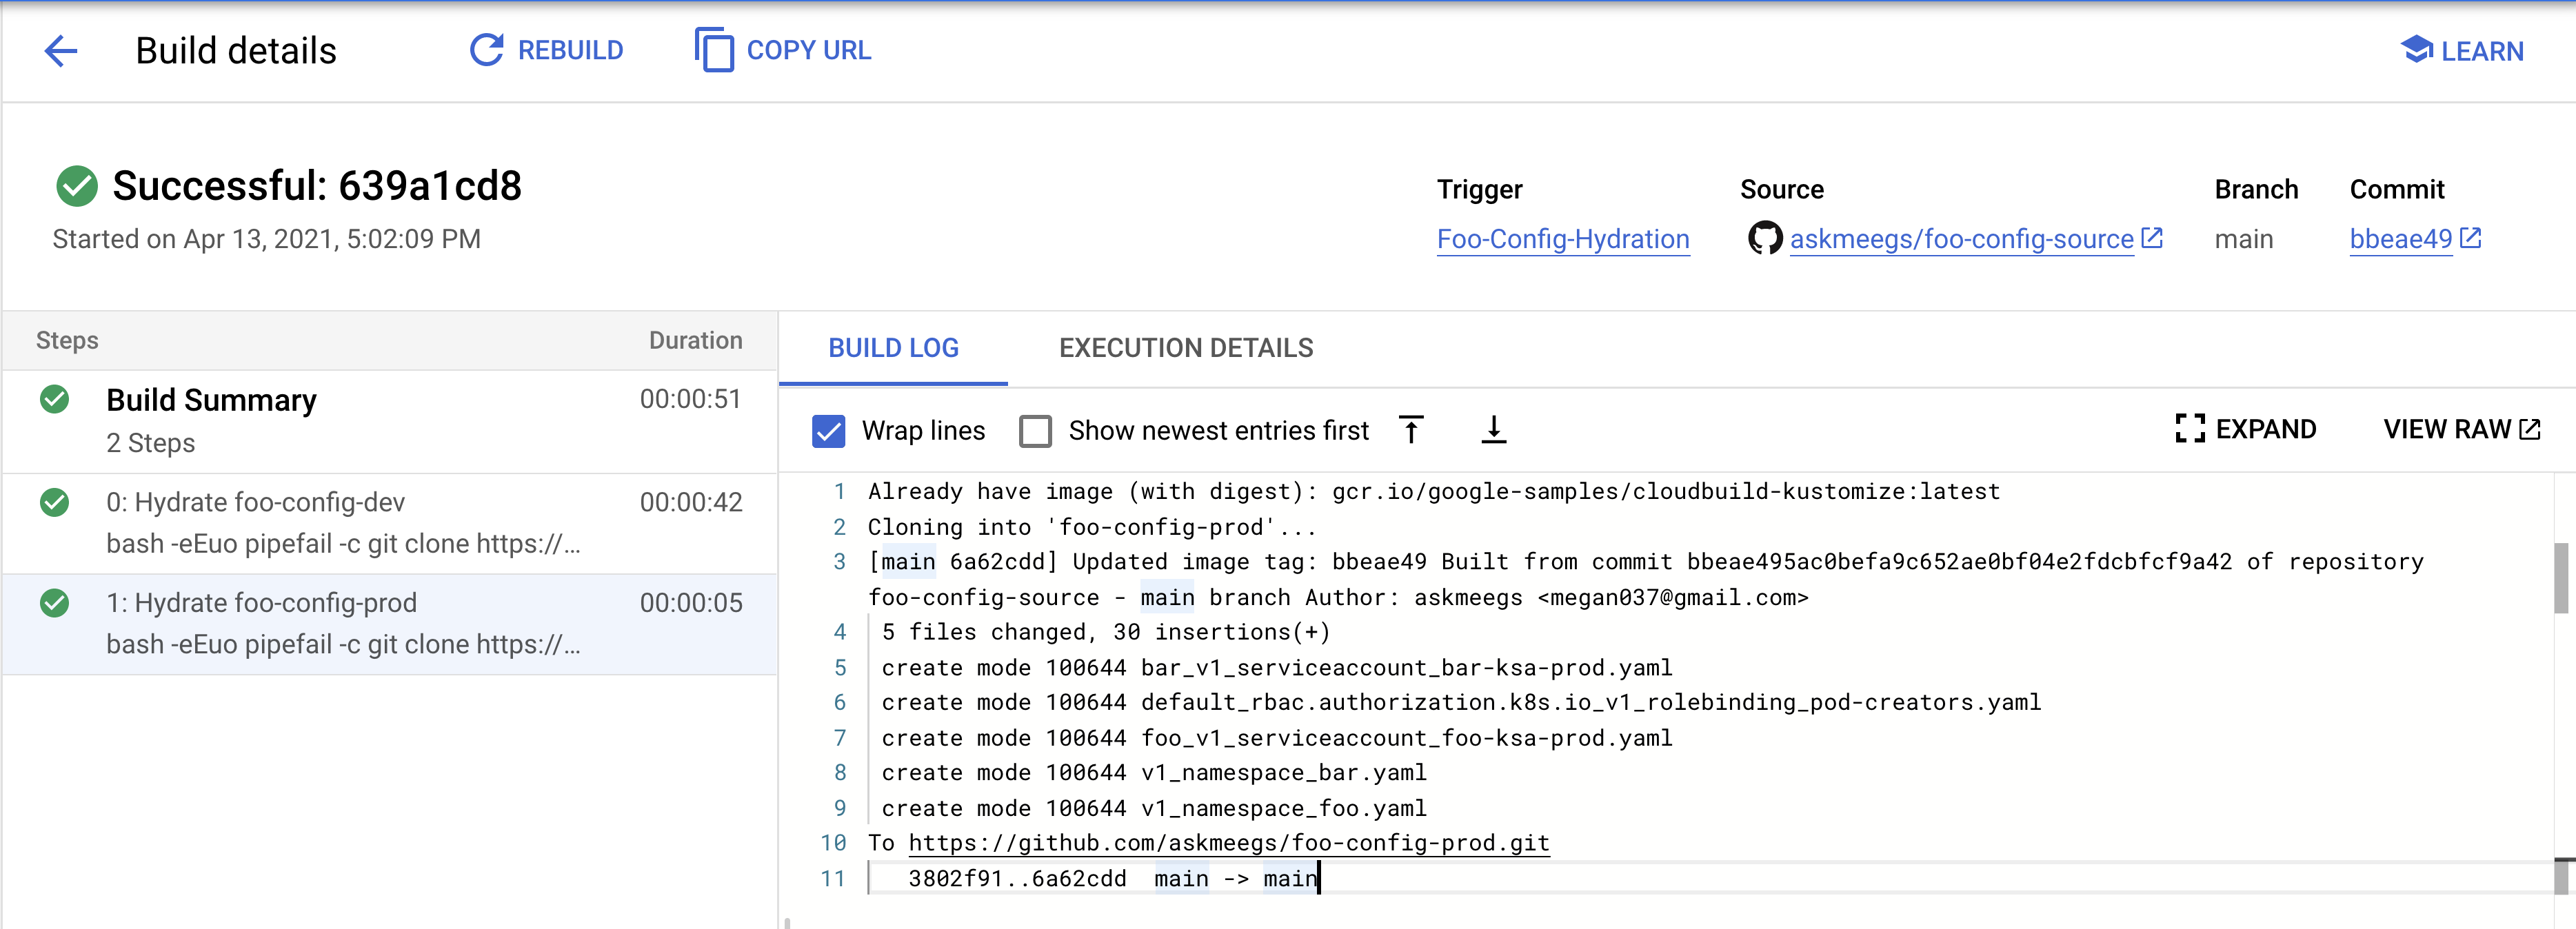 Build details
REBUILD
COPY URL
LEARN
Successful: 639a1cd8
Started on Apr 13, 2021, 5:02:09 PM
Trigger
Foo-Config-Hydration
Source
askmeegs/foo-config-source
Branch
main
Commit
bbeae49
Steps Duration
Build Summary 00:00:51
2 Steps
0: Hydrate foo-config-dev 00:00:42
bash -eEuo pipefail -c git clone https://...
1: Hydrate foo-config-prod 00:00:05
bash -eEuo pipefail -c git clone https://...
BUILD LOG EXECUTION DETAILS
Wrap lines Show newest entries first EXPAND VIEW RAW
1 Already have image (with digest): gcr.io/google-samples/cloudbuild-kustomize:latest
2 Cloning into 'foo-config-prod'...
3 [main 6a62cdd] Updated image tag: bbeae49 Built from commit bbeae495ac0befa9c652ae0bf04e2fdcbfcf9a42 of repository
foo-config-source - main branch Author: askmeegs <megan037@gmail.com>
4 5 files changed, 30 insertions(+)
5 create mode 100644 bar_v1_serviceaccount_bar-ksa-prod.yaml
6 create mode 100644 default_rbac.authorization.k8s.io_v1_rolebinding_pod-creators.yaml
7 create mode 100644 foo_v1_serviceaccount_foo-ksa-prod.yaml
8 create mode 100644 v1_namespace_bar.yaml
9 create mode 100644 v1_namespace_foo.yaml
10 To https://github.com/askmeegs/foo-config-prod.git
11 3802f91..6a62cdd main -> main